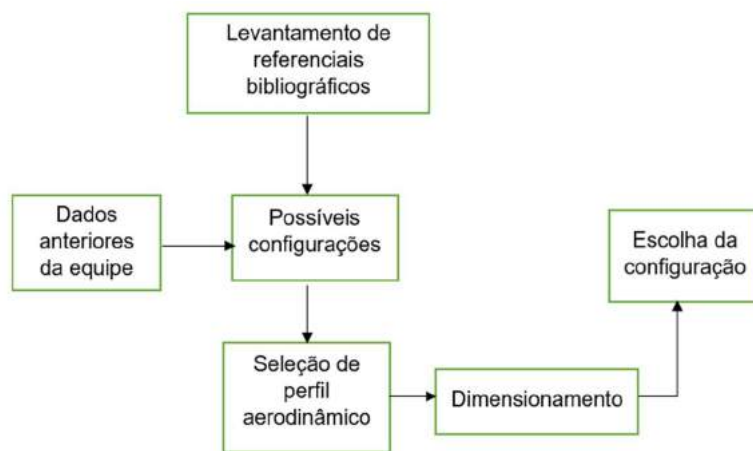 Levantamento de
referenciais
bibliográficos
Dados
anteriores
da equipe
Possíveis
configurações
Escolha da
configuração
Seleção de
perfil
aerodinâmico
Dimensionamento